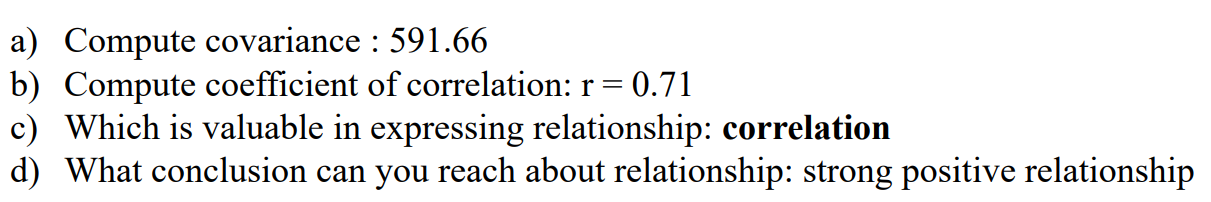 a) Compute covariance : 591.66
b) Compute coefficient of correlation: r = 0.71
c) Which is valuable in expressing relationship: correlation
d) What conclusion can you reach about relationship: strong positive relationship